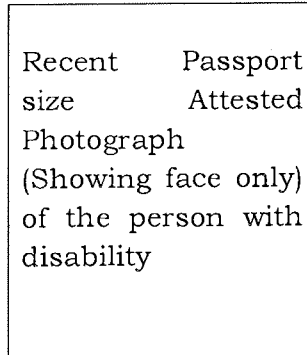 Recent Passport
size Attested
Photograph
(Showing face only)
of the person with
disability